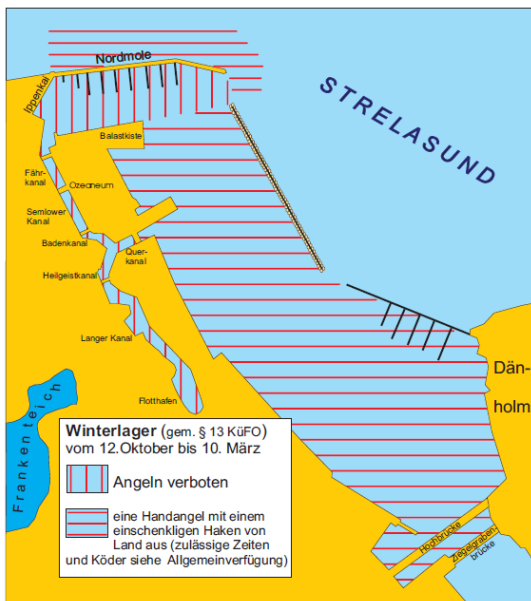 Nordmole
Ippenkai
STRELASUND
Balastkiste
Fähr-
kanal
Ozeaneum
Semlower
Kanal
Badenkanal
Quer-
kanal
Heilgeistkanal
Langer Kanal
Flotthafen
Frankenteich
Dän-
holm
Hochbrücke
Ziegelgraben-
brücke
Winterlager (gem. § 13 KüFO)
vom 12.Oktober bis 10. März
Angeln verboten
eine Handangel mit einem
einschenkligen Haken von
Land aus (zulässige Zeiten
und Köder siehe Allgemeinverfügung)